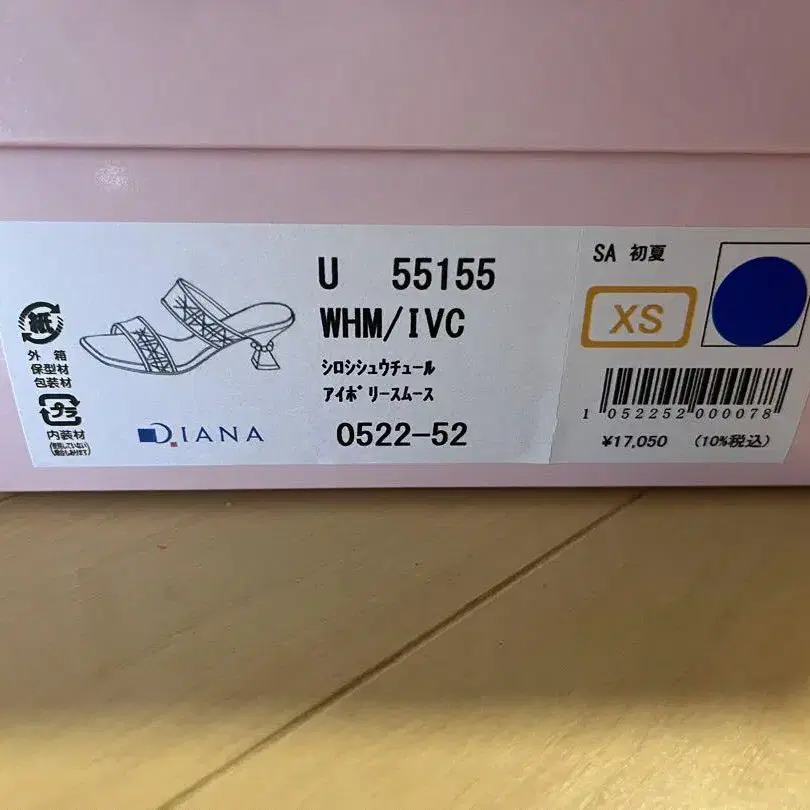 紙
外箱
保型材
包装材
プラ
内装材
DIANA
U 55155
WHM/IVC
シロシシュウチュール
アイボリースムース
0522-52
SA 初夏
XS
1 052252 000078
¥17,050 (10%税込)